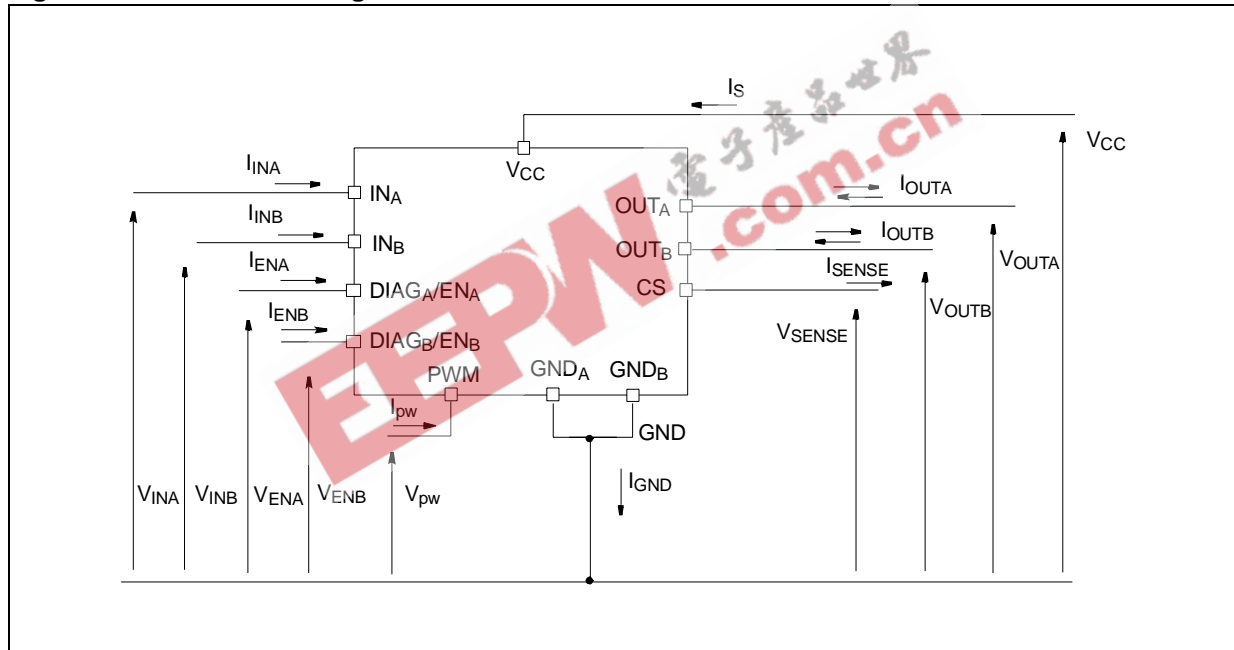 I_S
V_CC
V_CC
I_INA
IN_A
OUT_A
I_OUTA
I_INB
IN_B
OUT_B
I_OUTB
I_ENA
DIAG_A/EN_A
CS
I_SENSE
V_OUTA
I_ENB
DIAG_B/EN_B
V_SENSE
V_OUTB
PWM
GND_A
GND_B
I_pw
GND
V_INA
V_INB
V_ENA
V_ENB
V_pw
I_GND
EEPW
電子產品世界
.com.cn